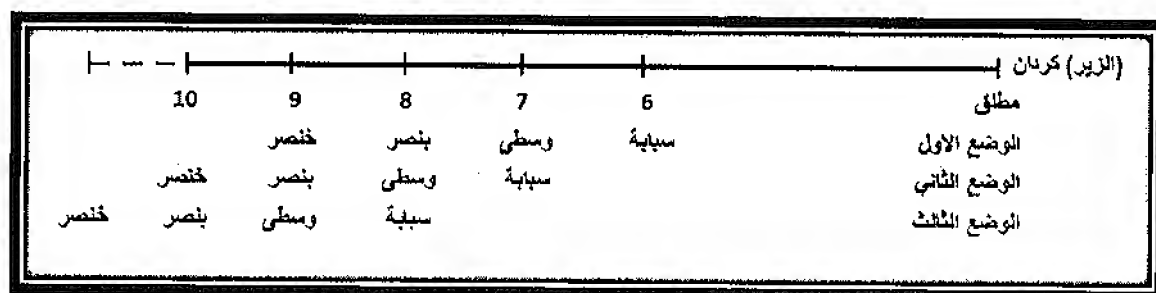 (الزير) كردان
مطلق 6 7 8 9 10
الوضع الاول سبابة وسطى بنصر خنصر
الوضع الثاني سبابة وسطى بنصر خنصر
الوضع الثالث سبابة وسطى بنصر خنصر